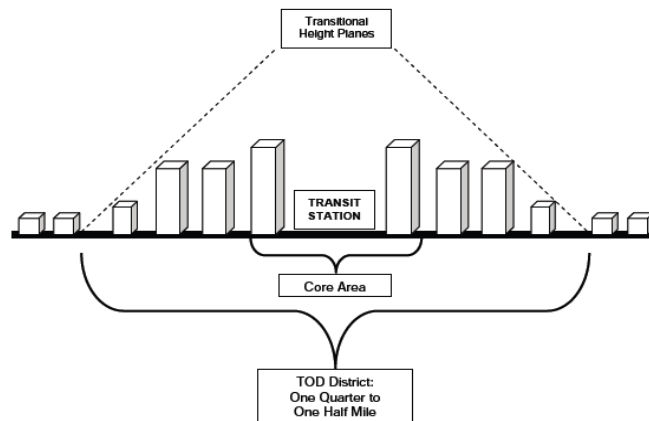 Transitional
Height Planes
TRANSIT
STATION
Core Area
TOD District:
One Quarter to
One Half Mile